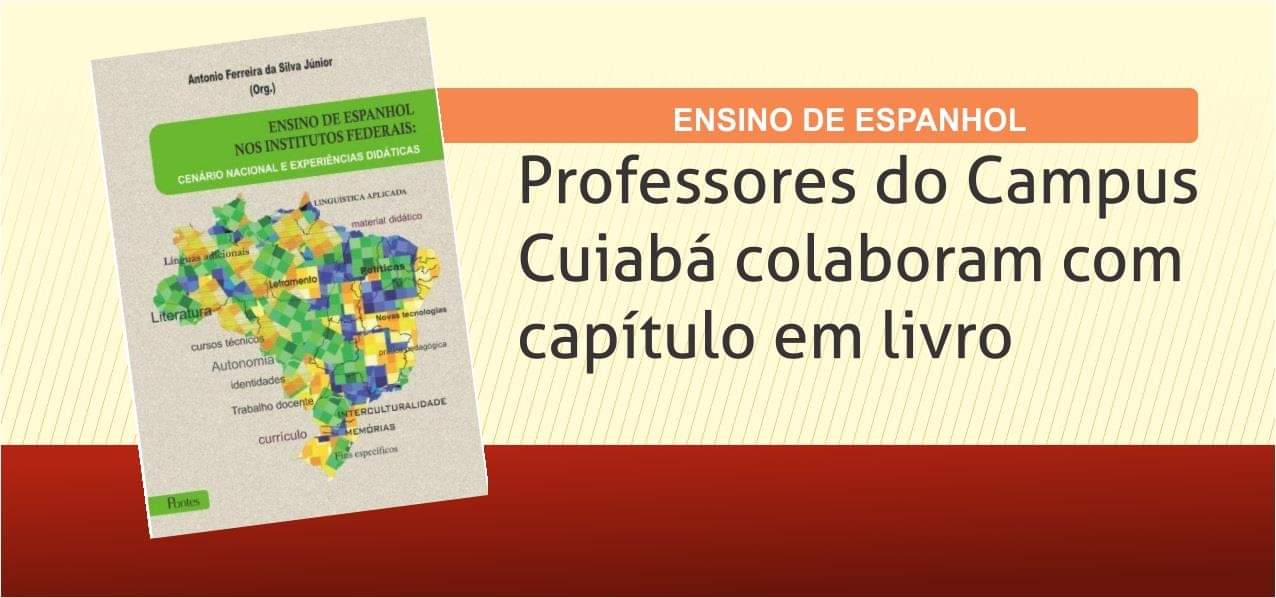 Antonio Ferreira da Silva Júnior
(Org.)
ENSINO DE ESPANHOL
NOS INSTITUTOS FEDERAIS:
CENÁRIO NACIONAL E EXPERIÊNCIAS DIDÁTICAS
LINGUÍSTICA APLICADA
material didático
Línguas adicionais
Políticas
Letramento
Literatura
Novas tecnologias
cursos técnicos
prática pedagógica
Autonomia
identidades
Trabalho docente
INTERCULTURALIDADE
MEMÓRIAS
currículo
Fins específicos
Pontes
ENSINO DE ESPANHOL
Professores do Campus
Cuiabá colaboram com
capítulo em livro